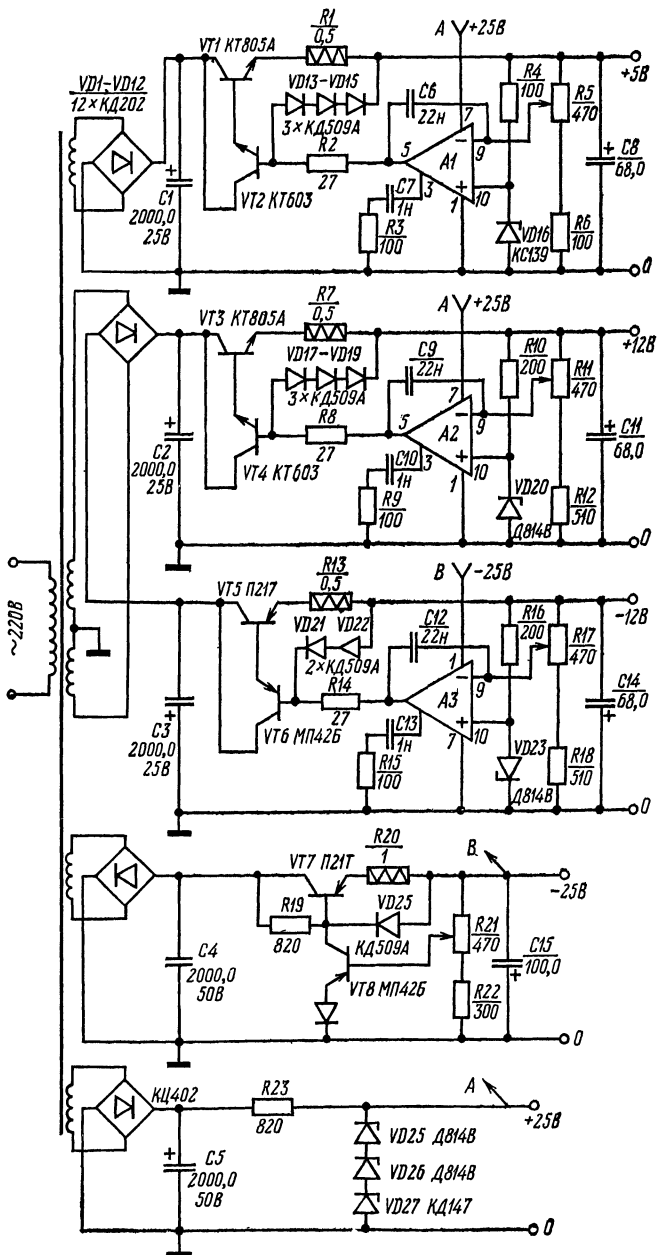 VD1-VD12
12×КД202
VT1 КТ805А
R1
0,5
А
+25В
+5В
VD13-VD15
3×КД509А
C6
22н
R4
100
R5
470
C1
2000,0
25В
VT2 КТ603
R2
27
5
7
9
А1
C7
1н
3
1
10
R3
100
VD16
КС139
R6
100
C8
68,0
0
VT3 КТ805А
R7
0,5
А
+25В
+12В
VD17-VD19
3×КД509А
C9
22н
R10
200
R11
470
C2
2000,0
25В
VT4 КТ603
R8
27
5
7
9
А2
C10
1н
3
1
10
R9
100
VD20
Д814В
R12
510
C11
68,0
0
~220В
VT5 П217
R13
0,5
В
-25В
-12В
VD21
VD22
2×КД509А
C12
22н
R16
200
R17
470
C3
2000,0
25В
VT6 МП42Б
R14
27
1
9
А3
C13
1н
7
10
R15
100
VD23
Д814В
R18
510
C14
68,0
0
VT7 П21Т
R20
1
В
-25В
R19
820
VD25
КД509А
R21
470
C4
2000,0
50В
VT8 МП42Б
R22
300
C15
100,0
0
КЦ402
R23
820
А
+25В
C5
2000,0
50В
VD25 Д814В
VD26 Д814В
VD27 КД147
0